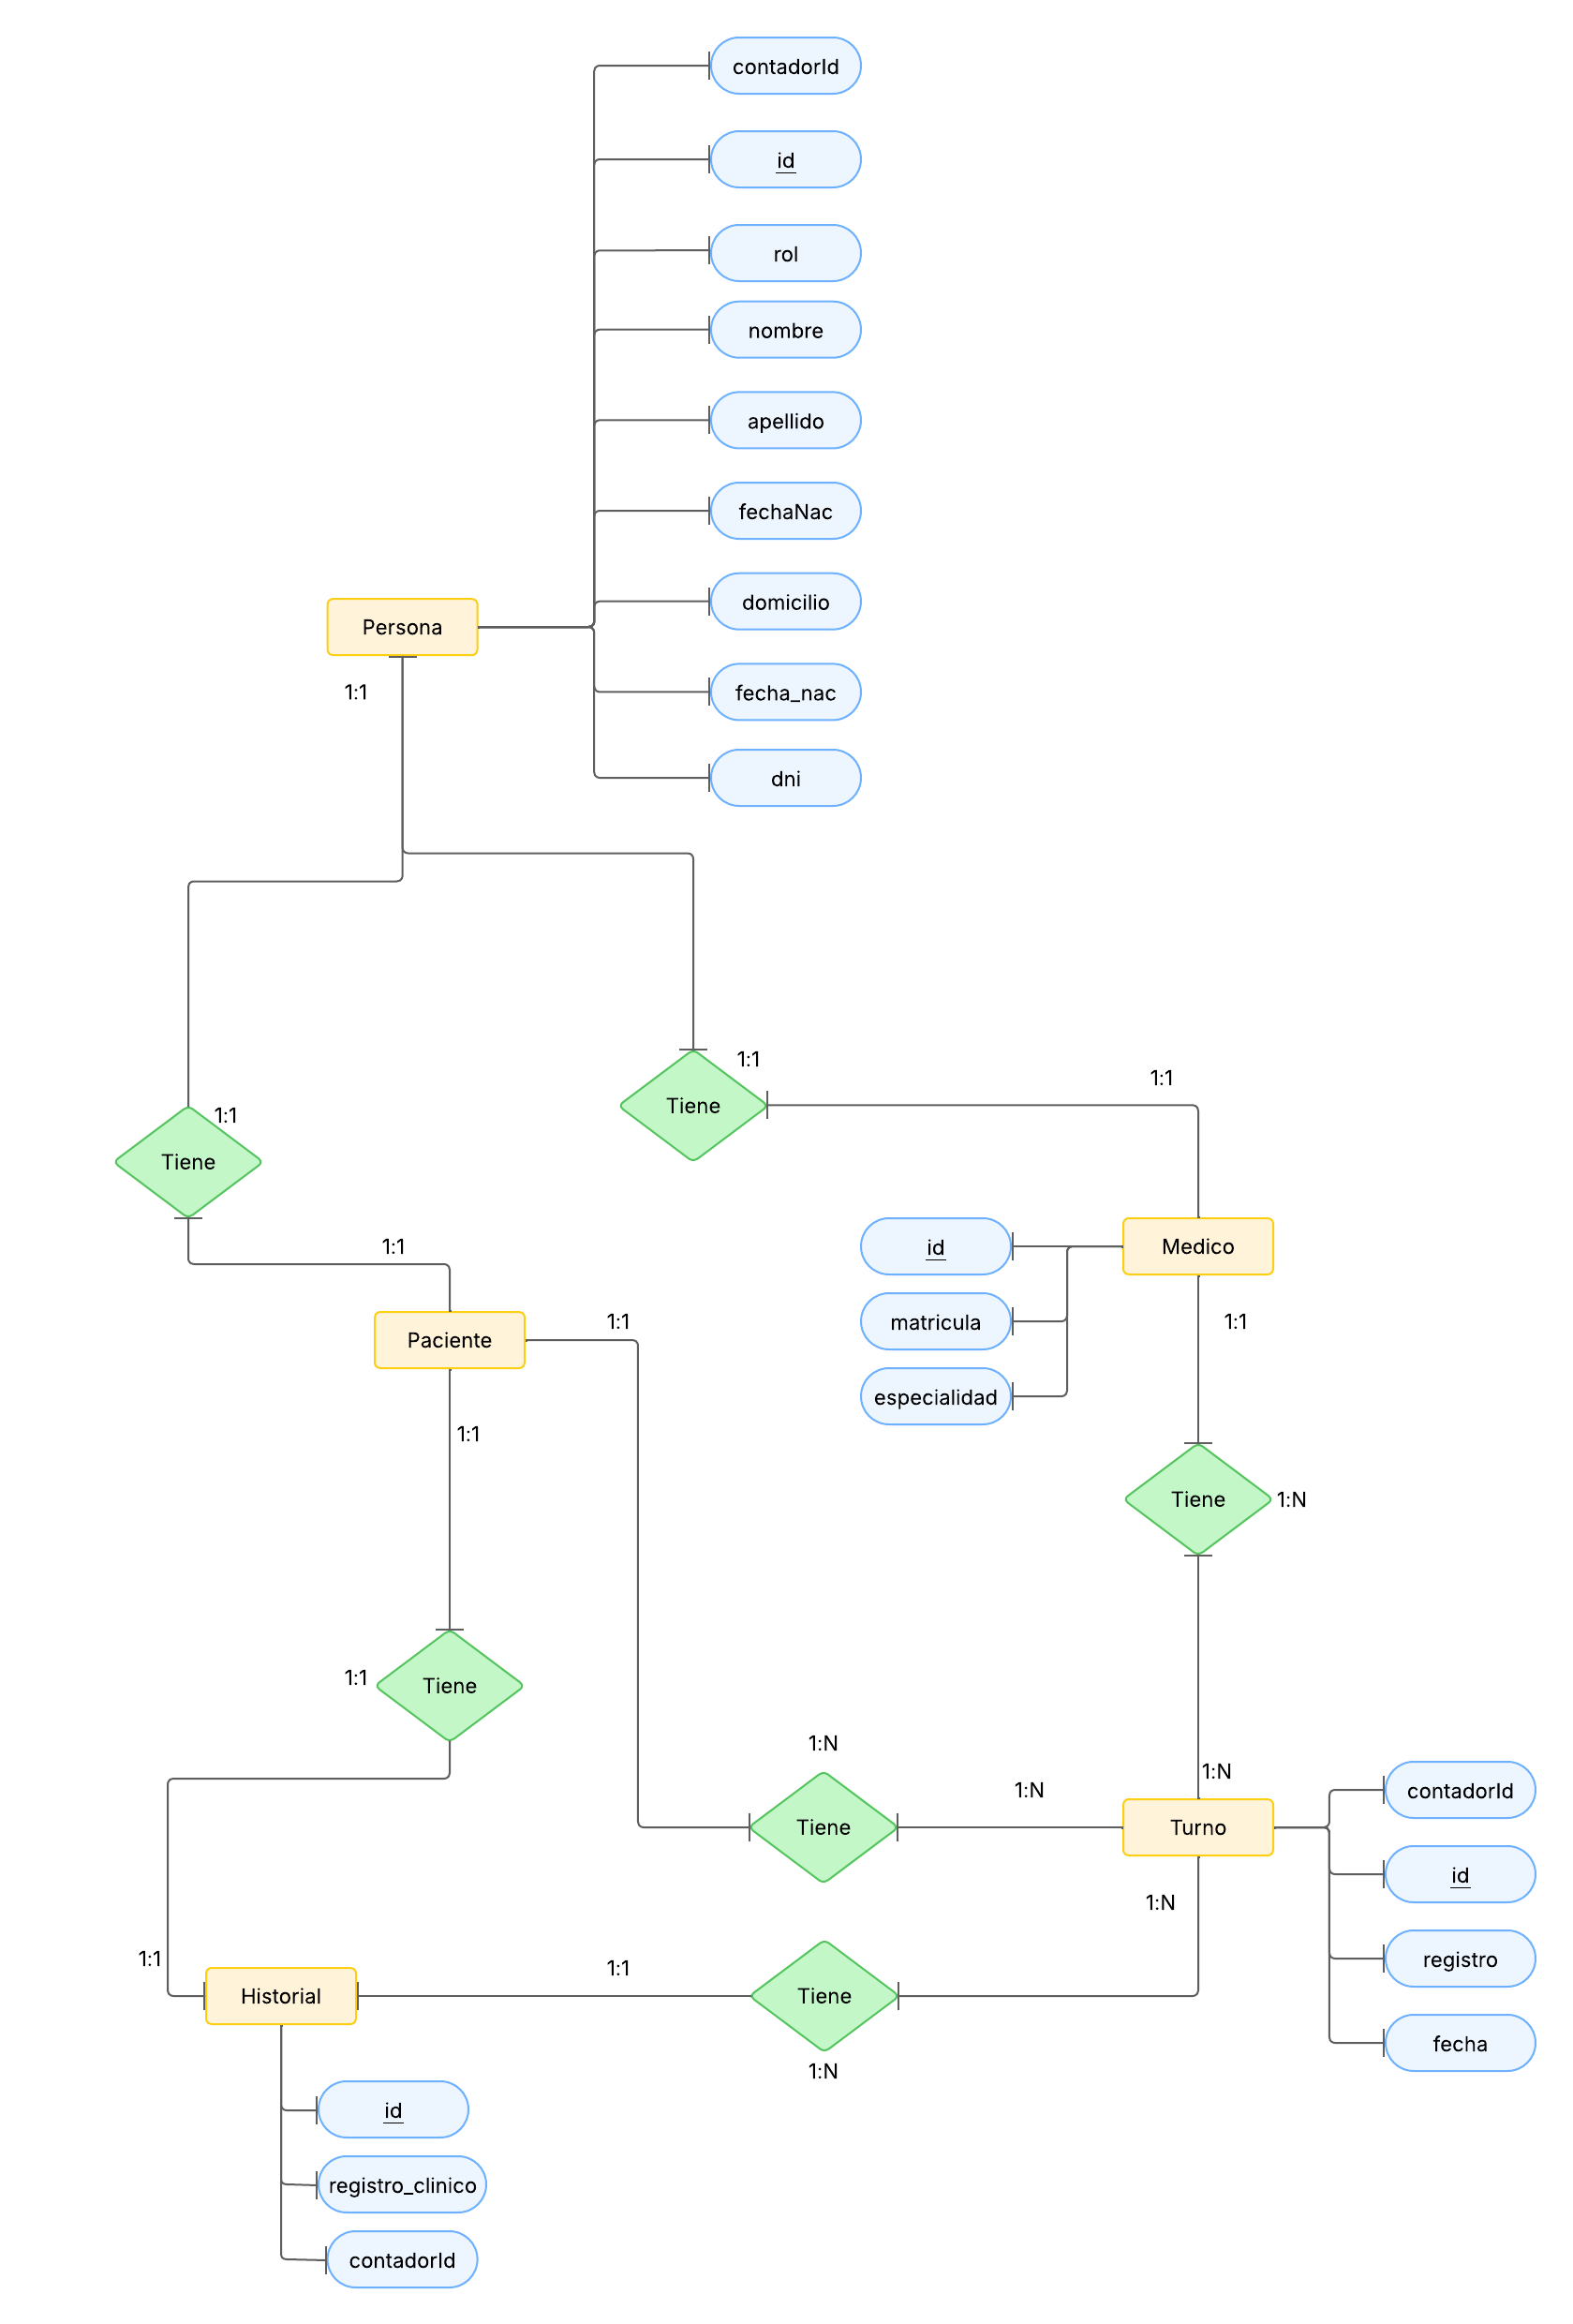 contadorId
id
rol
nombre
apellido
fechaNac
domicilio
Persona
fecha_nac
1:1
dni
1:1
1:1
Tiene
1:1
Tiene
1:1
Medico
id
1:1
Paciente
1:1
1:1
matricula
especialidad
1:1
Tiene
1:N
1:1
Tiene
1:N
1:N
1:N
Tiene
Turno
contadorId
id
1:N
registro
fecha
1:1
1:1
Historial
Tiene
1:N
id
registro_clinico
contadorId